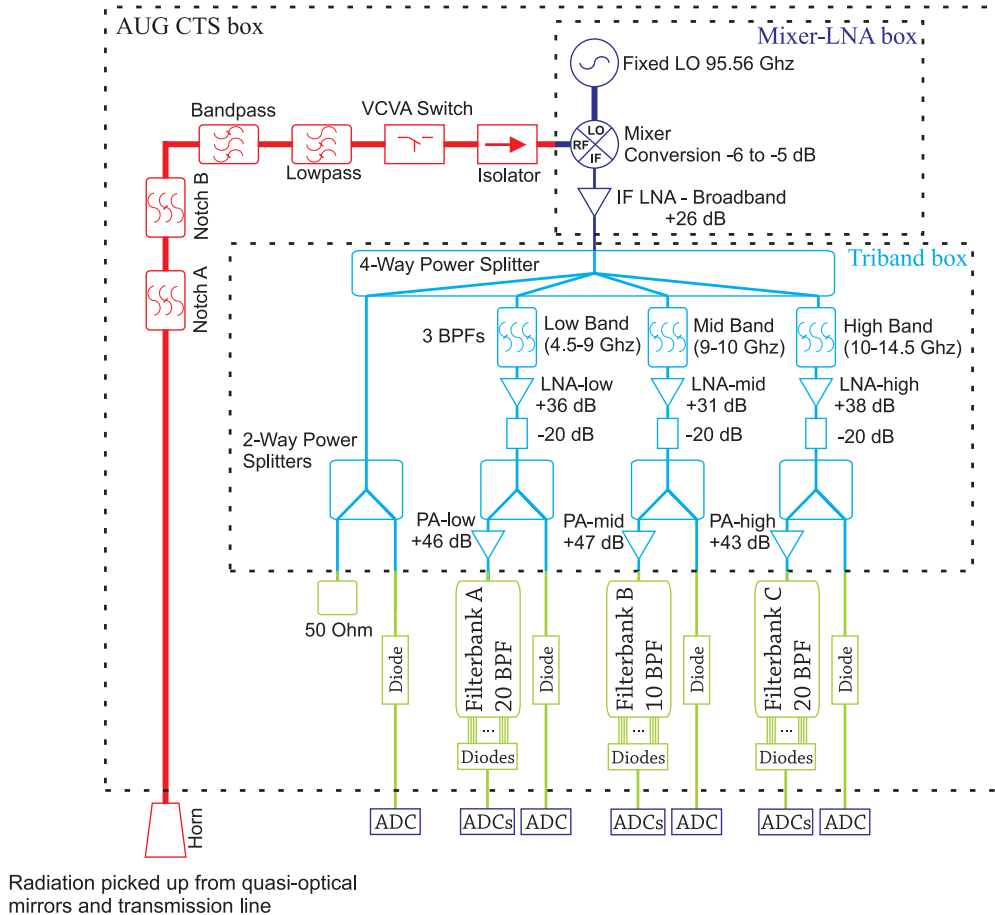 AUG CTS box
Mixer-LNA box
Fixed LO 95.56 Ghz
Bandpass
VCVA Switch
LO
RF
IF
Mixer
Conversion -6 to -5 dB
Lowpass
Isolator
Notch B
IF LNA - Broadband
+26 dB
4-Way Power Splitter
Triband box
Notch A
3 BPFs
Low Band
(4.5-9 Ghz)
Mid Band
(9-10 Ghz)
High Band
(10-14.5 Ghz)
LNA-low
+36 dB
LNA-mid
+31 dB
LNA-high
+38 dB
-20 dB
-20 dB
-20 dB
2-Way Power
Splitters
PA-low
+46 dB
PA-mid
+47 dB
PA-high
+43 dB
50 Ohm
Diode
Filterbank A
20 BPF
Diode
Filterbank B
10 BPF
Diode
Filterbank C
20 BPF
Diode
...
...
...
Diodes
Diodes
Diodes
ADC
ADCs
ADC
ADCs
ADC
ADCs
ADC
Horn
Radiation picked up from quasi-optical
mirrors and transmission line